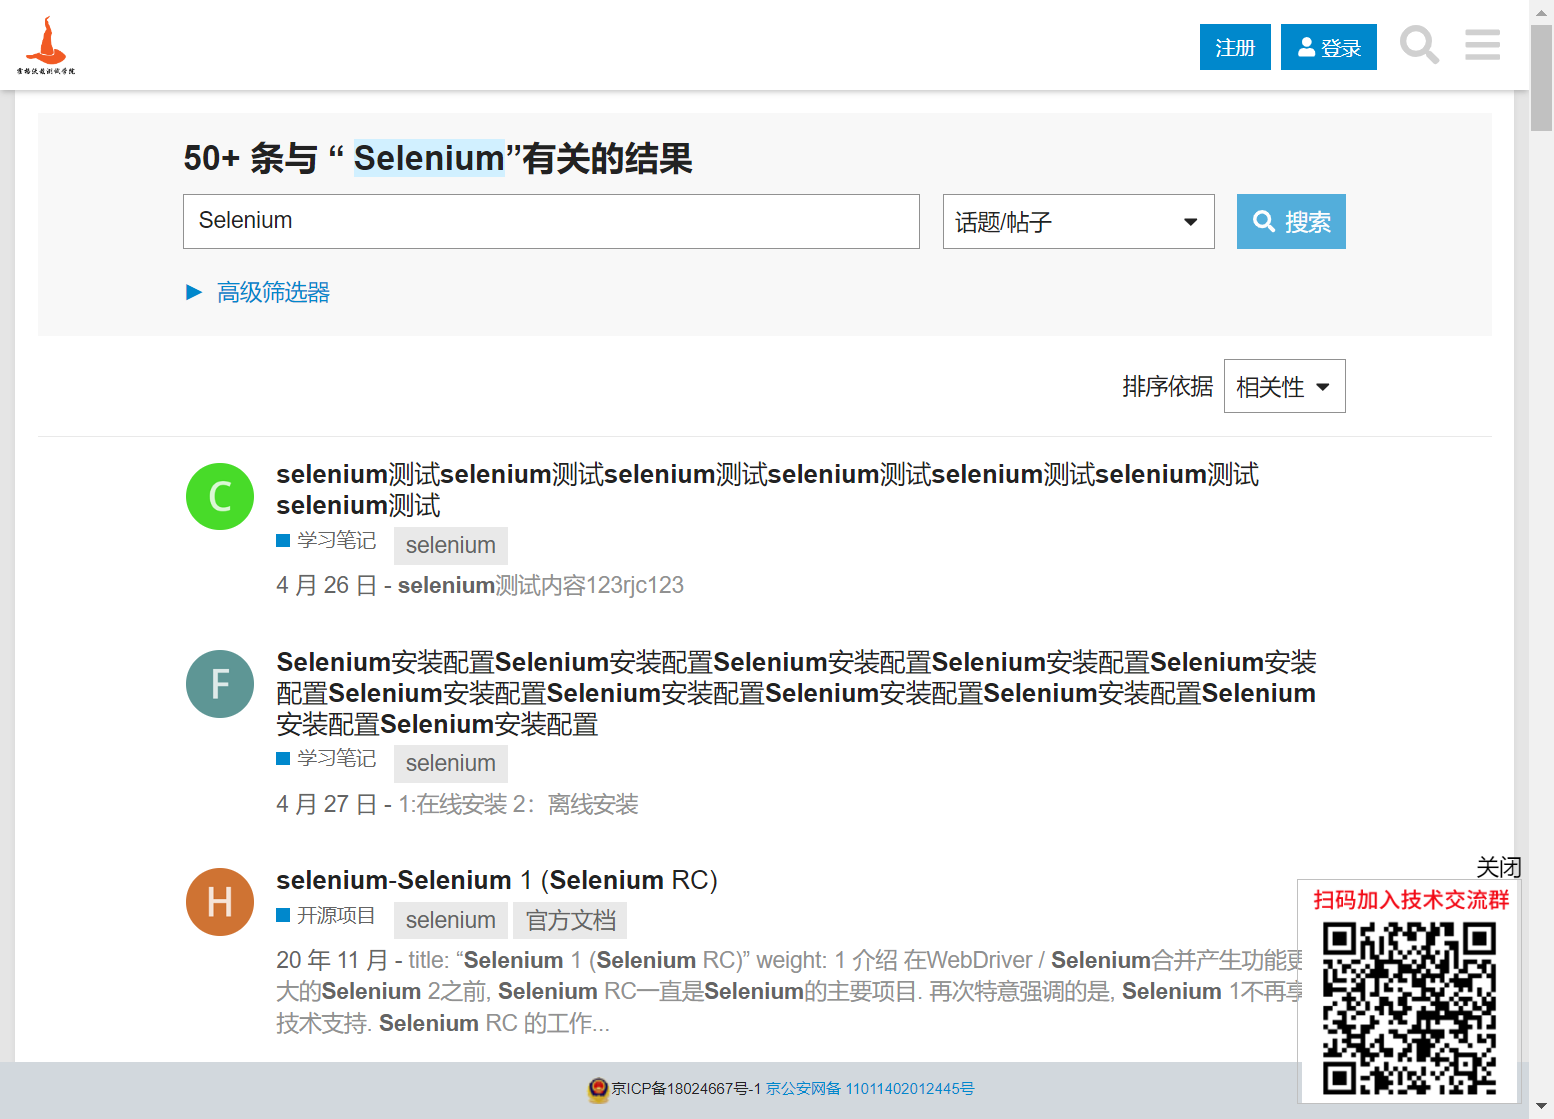 霍格沃兹测试学院
注册
登录
50+ 条与 “ Selenium”有关的结果
Selenium
话题/帖子
搜索
高级筛选器
排序依据
相关性
C
selenium测试selenium测试selenium测试selenium测试selenium测试selenium测试
selenium测试
学习笔记
selenium
4 月 26 日 - selenium测试内容123rjc123
F
Selenium安装配置Selenium安装配置Selenium安装配置Selenium安装配置Selenium安装
配置Selenium安装配置Selenium安装配置Selenium安装配置Selenium安装配置Selenium
安装配置Selenium安装配置
学习笔记
selenium
4 月 27 日 - 1:在线安装 2：离线安装
H
selenium-Selenium 1 (Selenium RC)
开源项目
selenium
官方文档
20 年 11 月 - title: “Selenium 1 (Selenium RC)” weight: 1 介绍 在WebDriver / Selenium合并产生功能更
大的Selenium 2之前, Selenium RC一直是Selenium的主要项目. 再次特意强调的是, Selenium 1不再享
技术支持. Selenium RC 的工作...
关闭
扫码加入技术交流群
京ICP备18024667号-1 京公安网备 11011402012445号